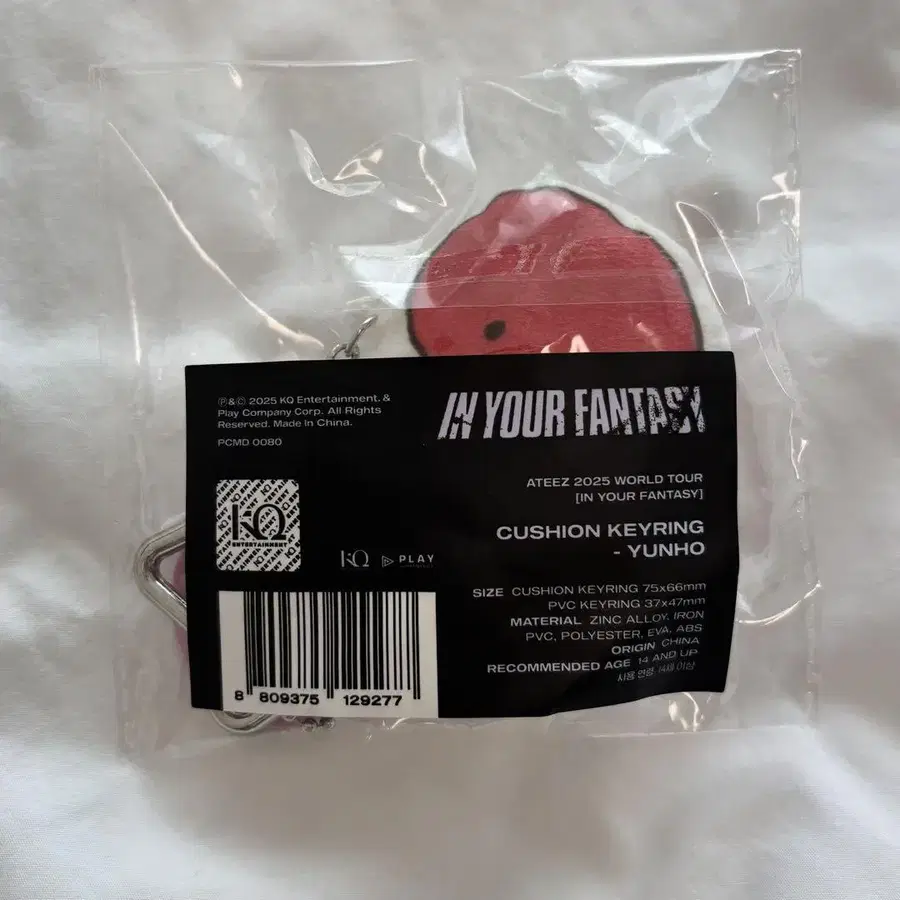 ℗&© 2025 KQ Entertainment. &
Play Company Corp. All Rights
Reserved. Made In China.
PCMD 0080
KQ
ENTERTAINMENT
KQ
PLAY
8 809375 129277
IN YOUR FANTASY
ATEEZ 2025 WORLD TOUR
[IN YOUR FANTASY]
CUSHION KEYRING
- YUNHO
SIZE CUSHION KEYRING 75x66mm
PVC KEYRING 37x47mm
MATERIAL ZINC ALLOY, IRON
PVC, POLYESTER, EVA, ABS
ORIGIN CHINA
RECOMMENDED AGE 14 AND UP
사용 연령: 14세 이상